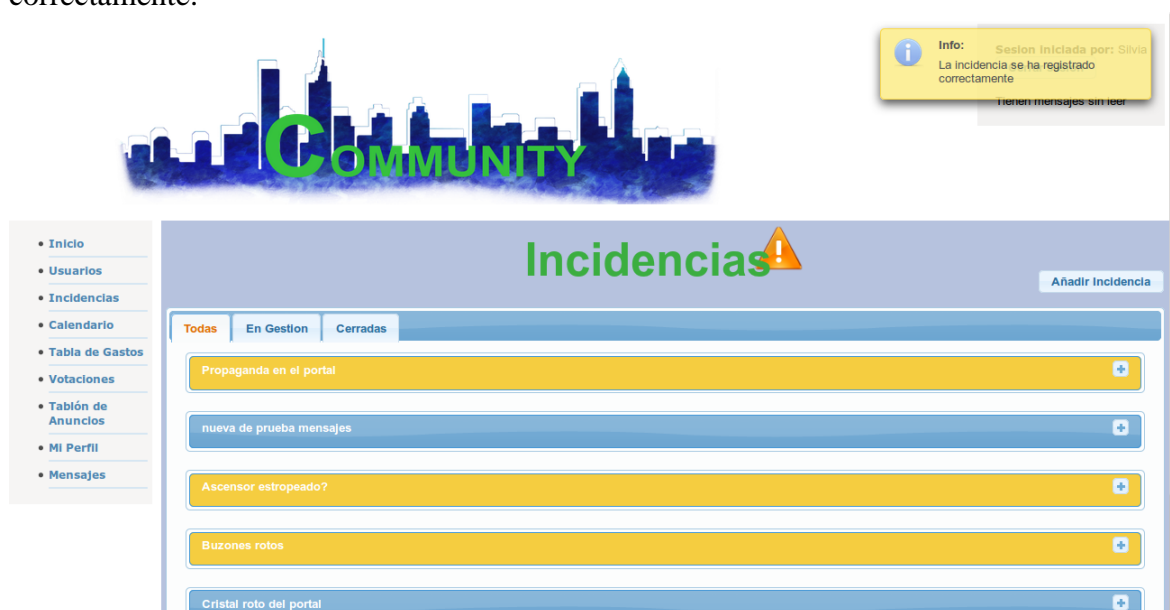 correctamente.
Info:
Sesion Iniciada por: Silvia
La incidencia se ha registrado
correctamente
Tienen mensajes sin leer
COMMUNITY
Inicio
Usuarios
Incidencias
Calendario
Tabla de Gastos
Votaciones
Tablón de
Anuncios
Mi Perfil
Mensajes
Incidencias
Añadir Incidencia
Todas En Gestion Cerradas
Propaganda en el portal
nueva de prueba mensajes
Ascensor estropeado?
Buzones rotos
Cristal roto del portal